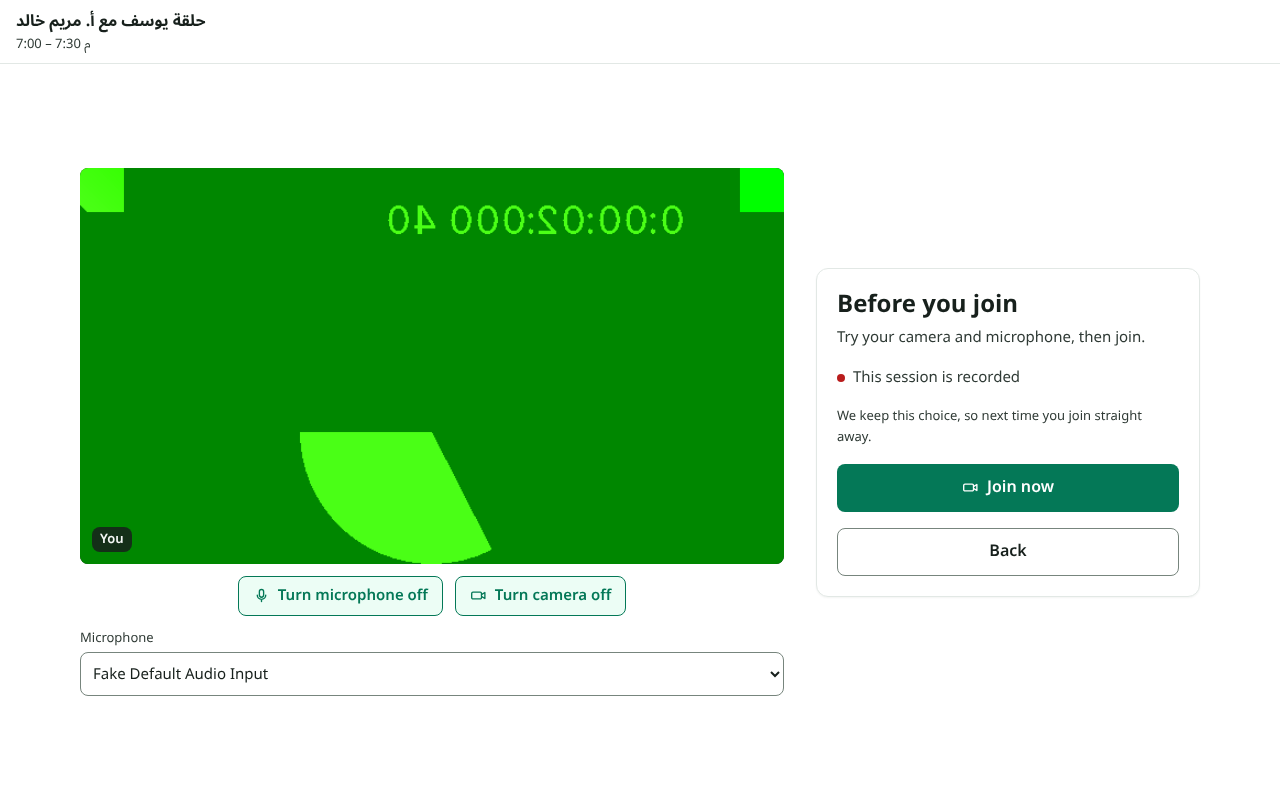 حلقة يوسف مع أ. مريم خالد
7:00 – 7:30 م
0:00:02:000 40
You
Turn microphone off
Turn camera off
Microphone
Fake Default Audio Input
Before you join
Try your camera and microphone, then join.
This session is recorded
We keep this choice, so next time you join straight
away.
Join now
Back